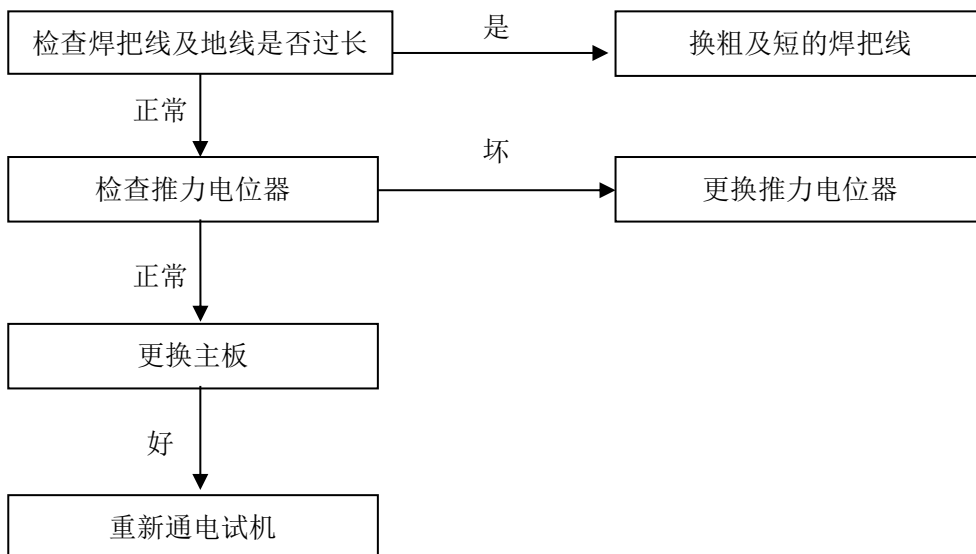 检查焊把线及地线是否过长
是
换粗及短的焊把线
正常
检查推力电位器
坏
更换推力电位器
正常
更换主板
好
重新通电试机